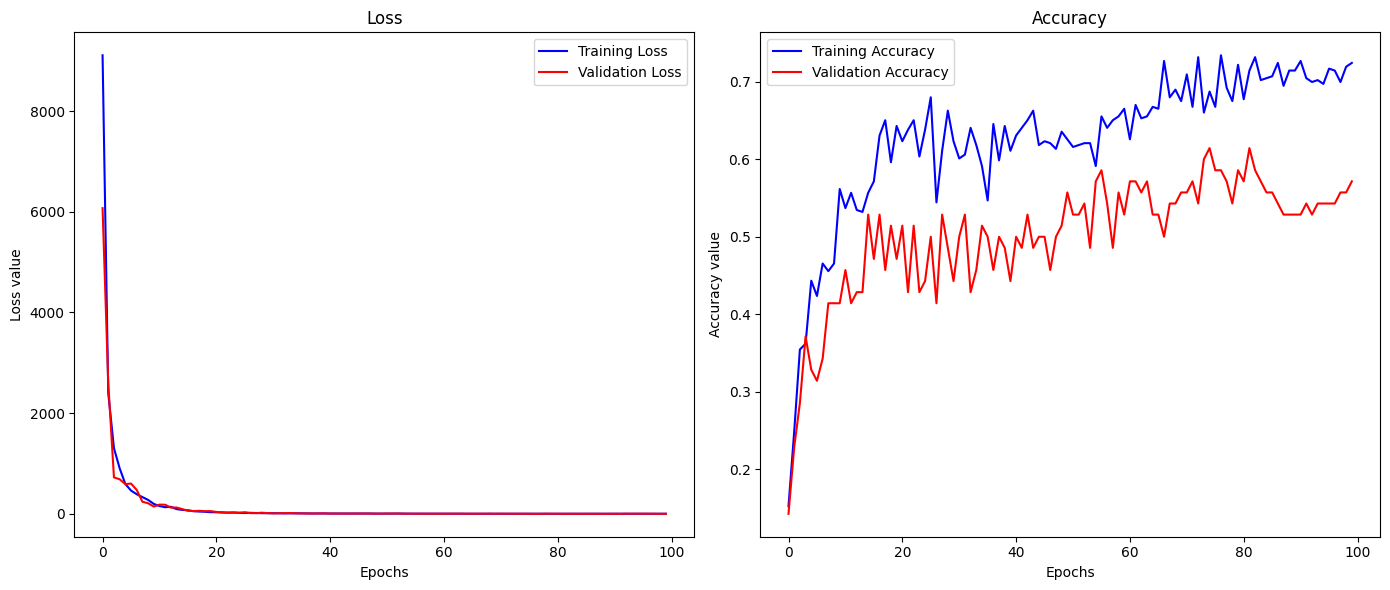 Loss
Training Loss
Validation Loss
8000
6000
4000
2000
0
Loss value
0 20 40 60 80 100
Epochs
Accuracy
Training Accuracy
Validation Accuracy
0.7
0.6
0.5
0.4
0.3
0.2
Accuracy value
0 20 40 60 80 100
Epochs